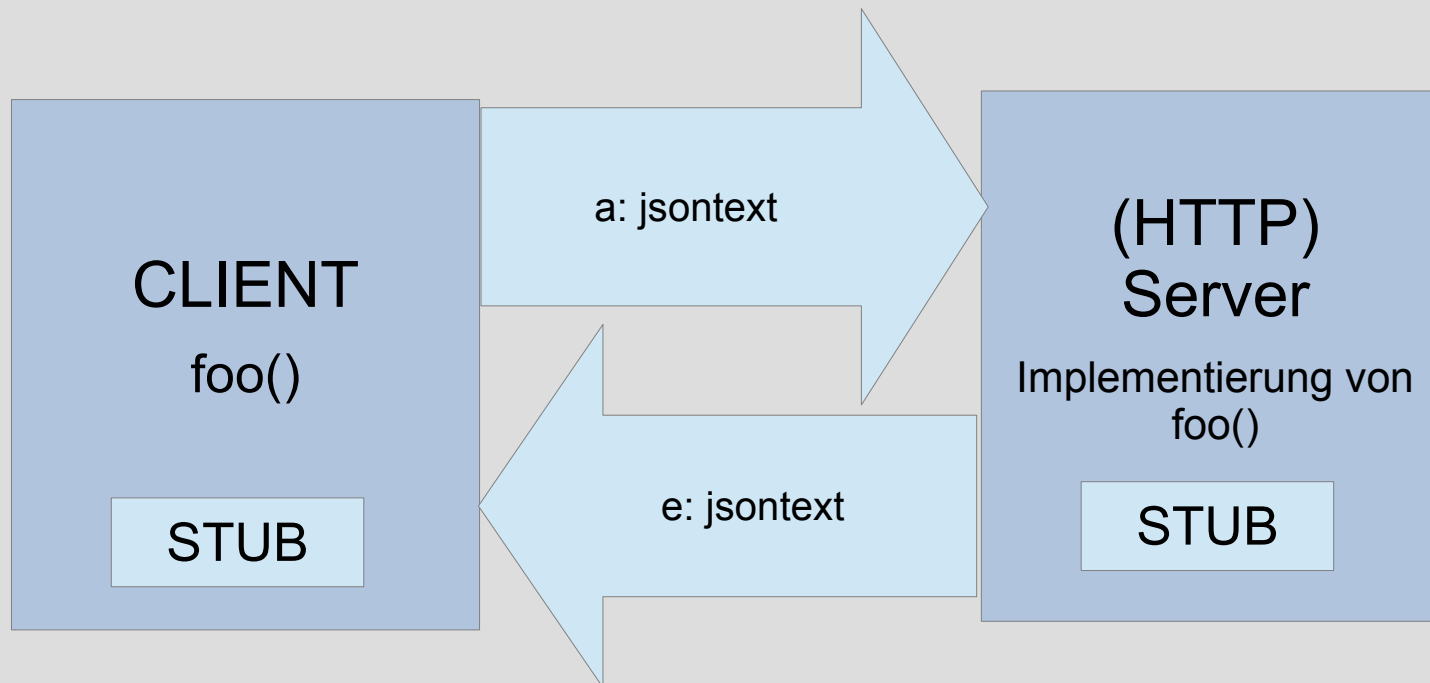 CLIENT
foo()
STUB
a: jsontext
e: jsontext
(HTTP)
Server
Implementierung von
foo()
STUB